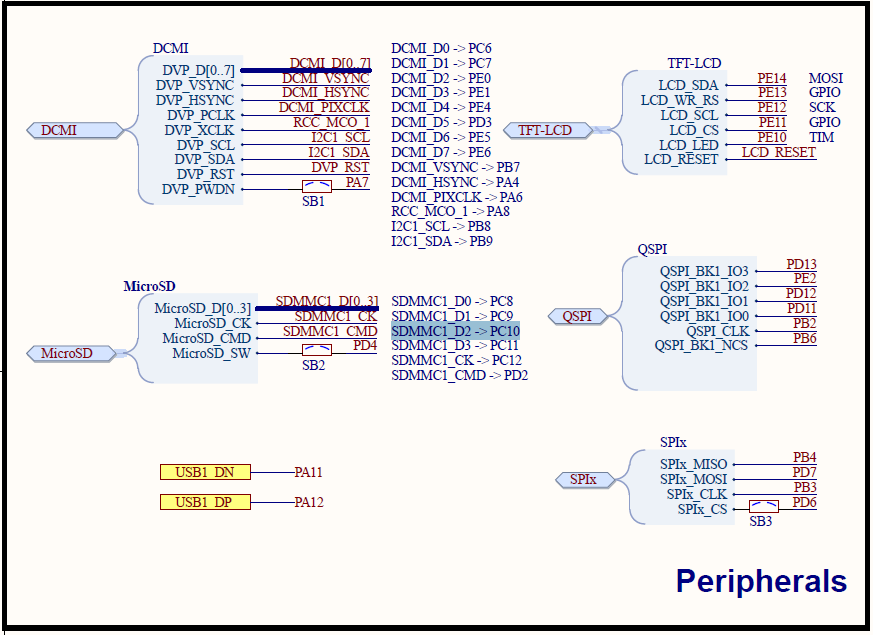 DCMI
DCMI
DVP_D[0..7]
DVP_VSYNC
DVP_HSYNC
DVP_PCLK
DVP_XCLK
DVP_SCL
DVP_SDA
DVP_RST
DVP_PWDN
DCMI_D[0..7]
DCMI_VSYNC
DCMI_HSYNC
DCMI_PIXCLK
RCC_MCO_1
I2C1_SCL
I2C1_SDA
DVP_RST
PA7
SB1
DCMI_D0 -> PC6
DCMI_D1 -> PC7
DCMI_D2 -> PE0
DCMI_D3 -> PE1
DCMI_D4 -> PE4
DCMI_D5 -> PD3
DCMI_D6 -> PE5
DCMI_D7 -> PE6
DCMI_VSYNC -> PB7
DCMI_HSYNC -> PA4
DCMI_PIXCLK -> PA6
RCC_MCO_1 -> PA8
I2C1_SCL -> PB8
I2C1_SDA -> PB9
TFT-LCD
TFT-LCD
LCD_SDA PE14 MOSI
LCD_WR_RS PE13 GPIO
LCD_SCL PE12 SCK
LCD_CS PE11 GPIO
LCD_LED PE10 TIM
LCD_RESET LCD_RESET
MicroSD
MicroSD
MicroSD_D[0..3] SDMMC1_D[0..3]
MicroSD_CK SDMMC1_CK
MicroSD_CMD SDMMC1_CMD
MicroSD_SW PD4
SB2
SDMMC1_D0 -> PC8
SDMMC1_D1 -> PC9
SDMMC1_D2 -> PC10
SDMMC1_D3 -> PC11
SDMMC1_CK -> PC12
SDMMC1_CMD -> PD2
QSPI
QSPI
QSPI_BK1_IO3 PD13
QSPI_BK1_IO2 PE2
QSPI_BK1_IO1 PD12
QSPI_BK1_IO0 PD11
QSPI_CLK PB2
QSPI_BK1_NCS PB6
USB1_DN PA11
USB1_DP PA12
SPIx
SPIx
SPIx_MISO PB4
SPIx_MOSI PD7
SPIx_CLK PB3
SPIx_CS PD6
SB3
Peripherals